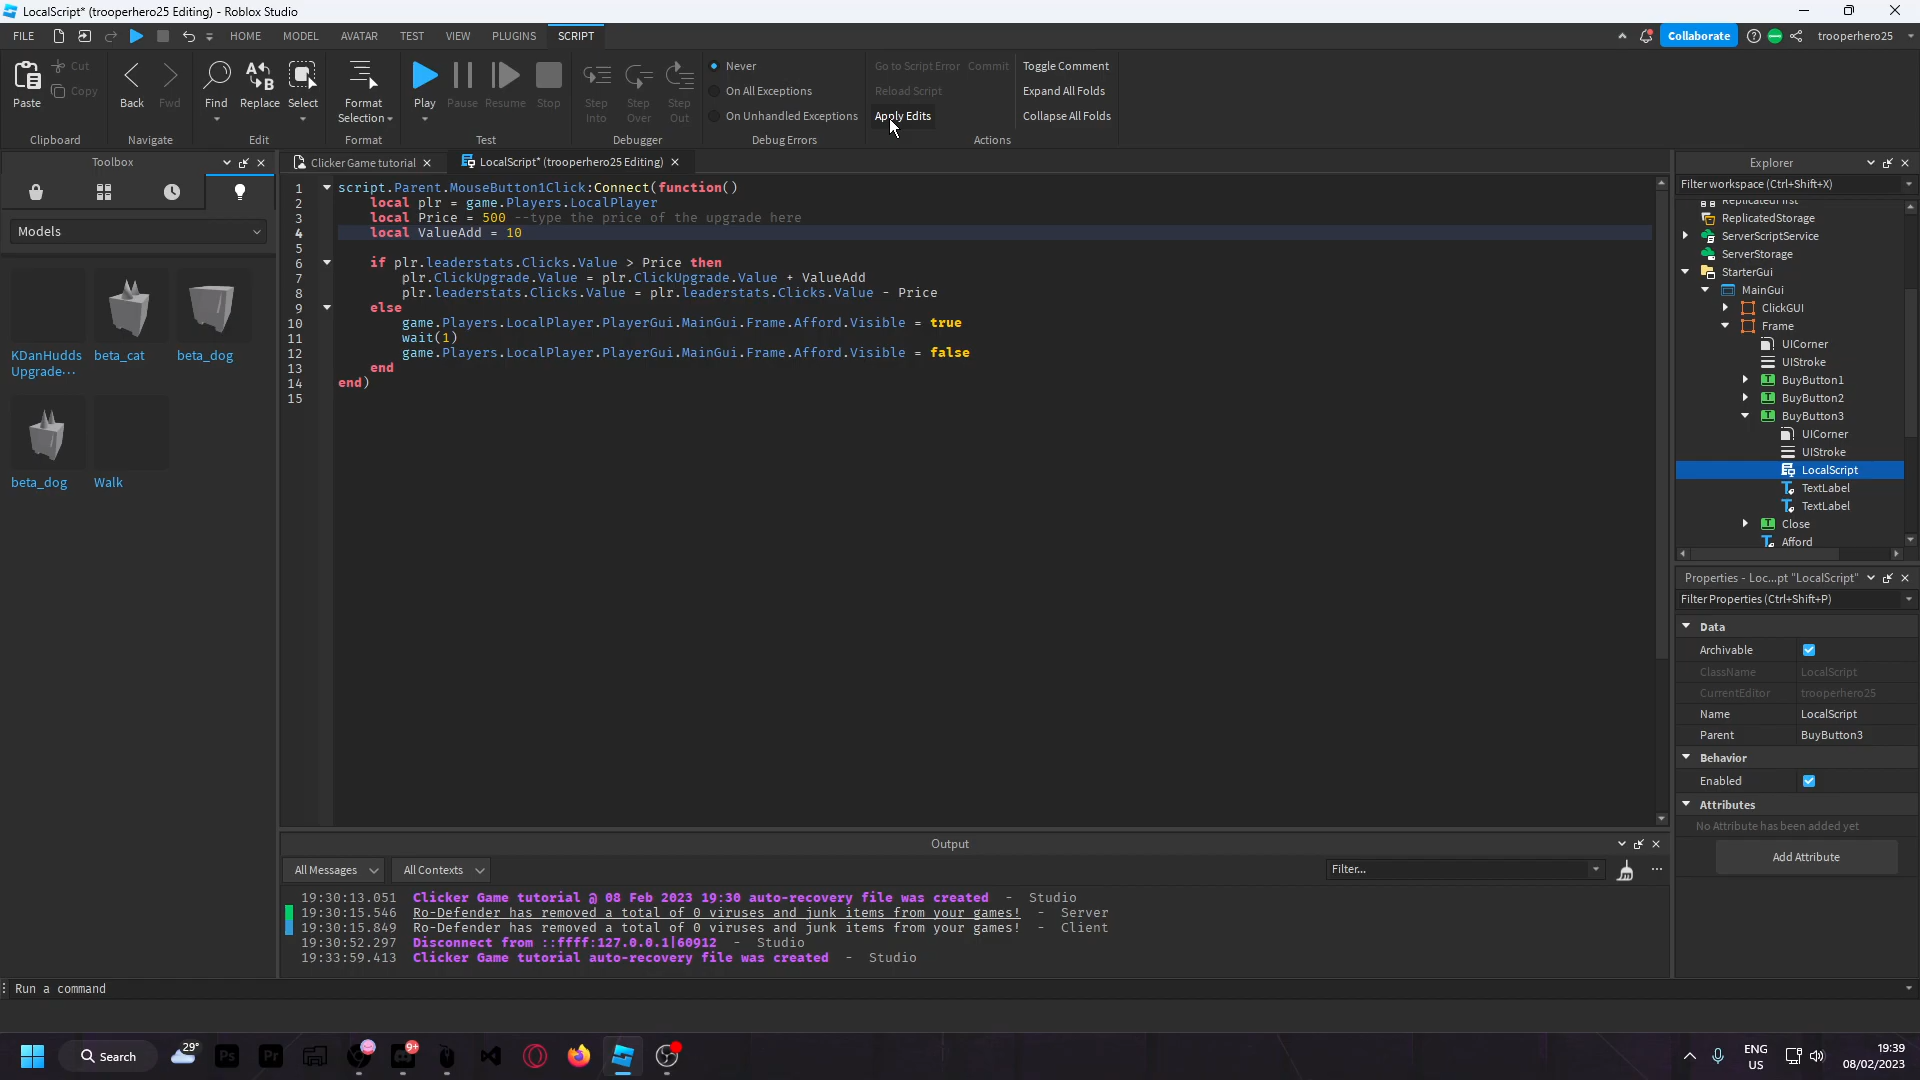 LocalScript* (trooperhero25 Editing) - Roblox Studio
FILE HOME MODEL AVATAR TEST VIEW PLUGINS SCRIPT Collaborate trooperhero25
Paste Cut Copy
Back Fwd
Find Replace Select
Format Selection
Play Pause Resume Stop
Step Into Step Over Step Out
Never
On All Exceptions
On Unhandled Exceptions
Go to Script Error Commit
Reload Script
Apply Edits
Toggle Comment
Expand All Folds
Collapse All Folds
Clipboard Navigate Edit Format Test Debugger Debug Errors Actions
Toolbox
Models
KDanHudds Upgrade... beta_cat beta_dog
beta_dog Walk
Clicker Game tutorial LocalScript* (trooperhero25 Editing)
1 script.Parent.MouseButton1Click:Connect(function()
2 local plr = game.Players.LocalPlayer
3 local Price = 500 --type the price of the upgrade here
4 local ValueAdd = 10
5
6 if plr.leaderstats.Clicks.Value > Price then
7 plr.ClickUpgrade.Value = plr.ClickUpgrade.Value + ValueAdd
8 plr.leaderstats.Clicks.Value = plr.leaderstats.Clicks.Value - Price
9 else
10 game.Players.LocalPlayer.PlayerGui.MainGui.Frame.Afford.Visible = true
11 wait(1)
12 game.Players.LocalPlayer.PlayerGui.MainGui.Frame.Afford.Visible = false
13 end
14 end)
15
Explorer
Filter workspace (Ctrl+Shift+X)
ReplicatedFirst
ReplicatedStorage
ServerScriptService
ServerStorage
StarterGui
MainGui
ClickGUI
Frame
UICorner
UIStroke
BuyButton1
BuyButton2
BuyButton3
UICorner
UIStroke
LocalScript
TextLabel
TextLabel
Close
Afford
Properties - Loc...pt "LocalScript"
Filter Properties (Ctrl+Shift+P)
Data
Archivable
ClassName LocalScript
CurrentEditor trooperhero25
Name LocalScript
Parent BuyButton3
Behavior
Enabled
Attributes
No Attribute has been added yet
Add Attribute
Output
All Messages All Contexts Filter...
19:30:13.051 Clicker Game tutorial @ 08 Feb 2023 19:30 auto-recovery file was created - Studio
19:30:15.546 Ro-Defender has removed a total of 0 viruses and junk items from your games! - Server
19:30:15.849 Ro-Defender has removed a total of 0 viruses and junk items from your games! - Client
19:30:52.297 Disconnect from ::ffff:127.0.0.1|60912 - Studio
19:33:59.413 Clicker Game tutorial auto-recovery file was created - Studio
Run a command
Search 29° Ps Pr 9+ ENG US 19:39 08/02/2023